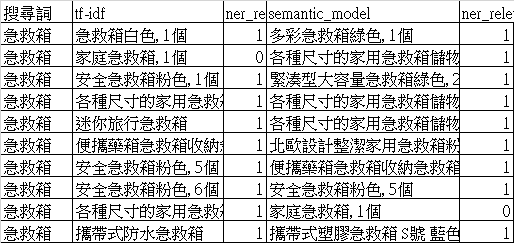 搜尋詞 tf-idf ner_re semantic_model ner_relev
急救箱 急救箱白色,1個 1 多彩急救箱綠色,1個 1
急救箱 家庭急救箱,1個 0 各種尺寸的家用急救箱儲物 1
急救箱 安全急救箱粉色,1個 1 緊湊型大容量急救箱綠色,2 1
急救箱 各種尺寸的家用急救箱 1 各種尺寸的家用急救箱儲物 1
急救箱 迷你旅行急救箱 1 各種尺寸的家用急救箱儲物 1
急救箱 便攜藥箱急救箱收納急 1 北歐設計整潔家用急救箱粉 1
急救箱 安全急救箱粉色,5個 1 便攜藥箱急救箱收納急救箱 1
急救箱 安全急救箱粉色,6個 1 安全急救箱粉色,5個 1
急救箱 各種尺寸的家用急救箱 1 家庭急救箱,1個 0
急救箱 攜帶式防水急救箱 1 攜帶式塑膠急救箱 S號 藍色 1